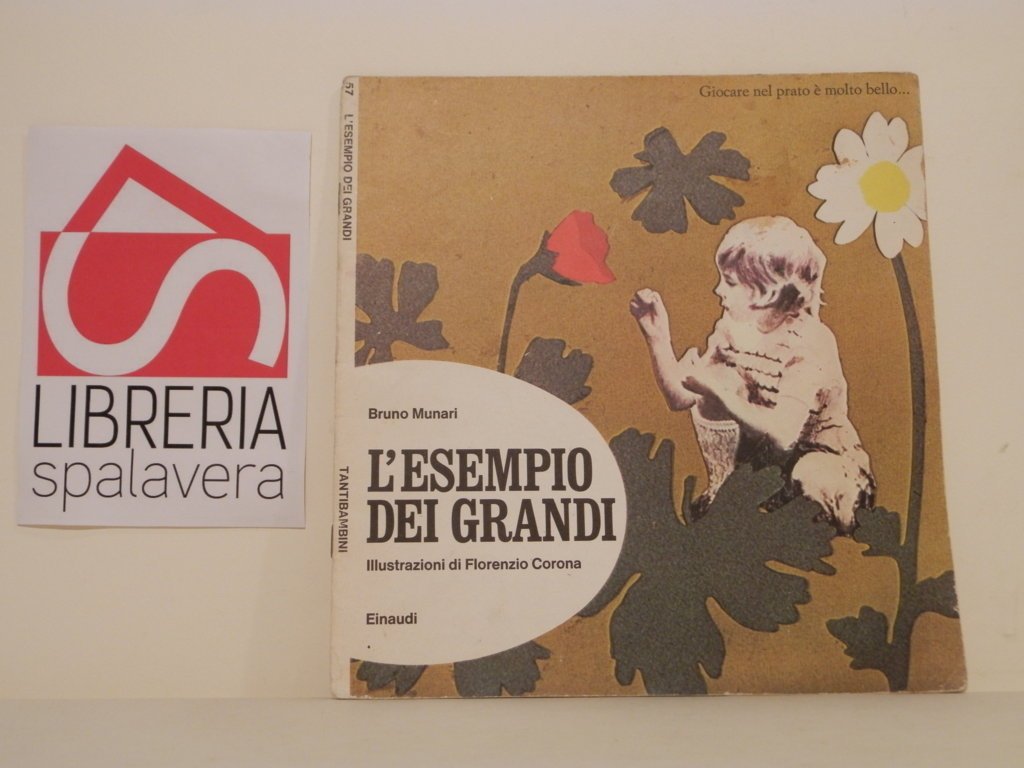 LIBRERIA
spalavera
57 L'ESEMPIO DEI GRANDI
TANTIBAMBINI
Giocare nel prato è molto bello...
Bruno Munari
L'ESEMPIO
DEI GRANDI
Illustrazioni di Florenzio Corona
Einaudi